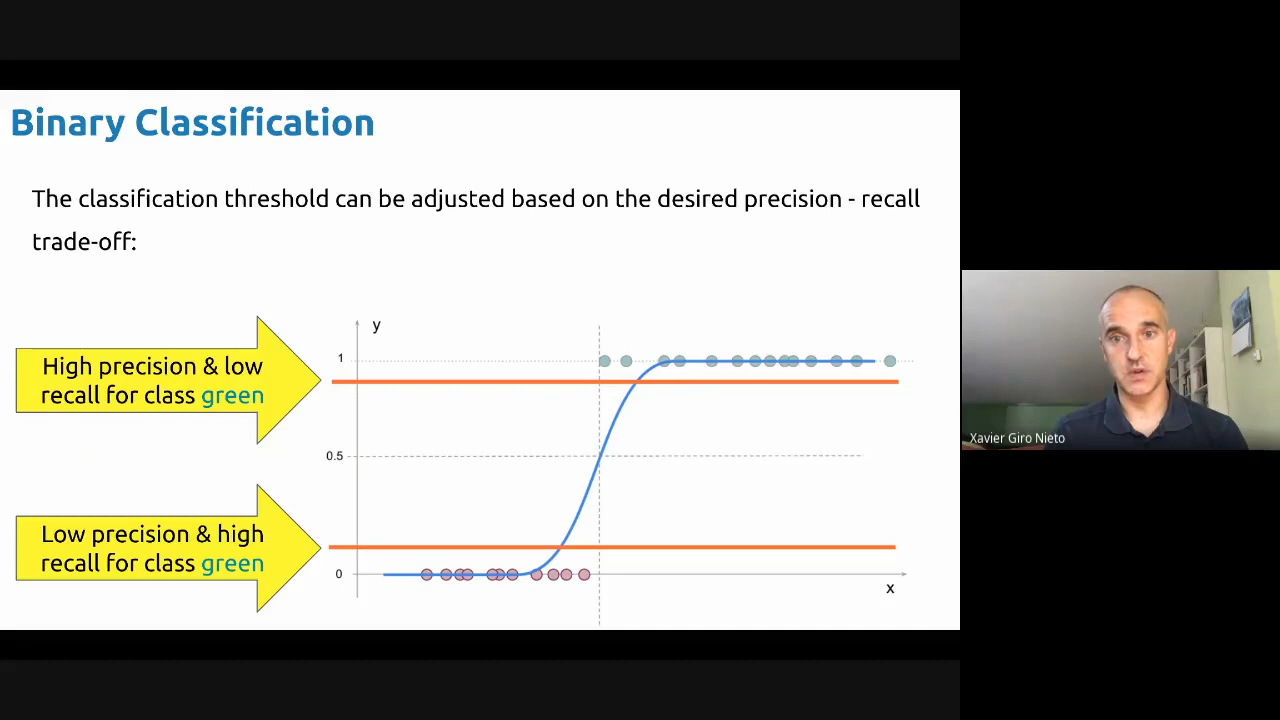 Binary Classification
The classification threshold can be adjusted based on the desired precision - recall
trade-off:
High precision & low
recall for class green
Low precision & high
recall for class green
y
1
0.5
0
x
Xavier Giro Nieto